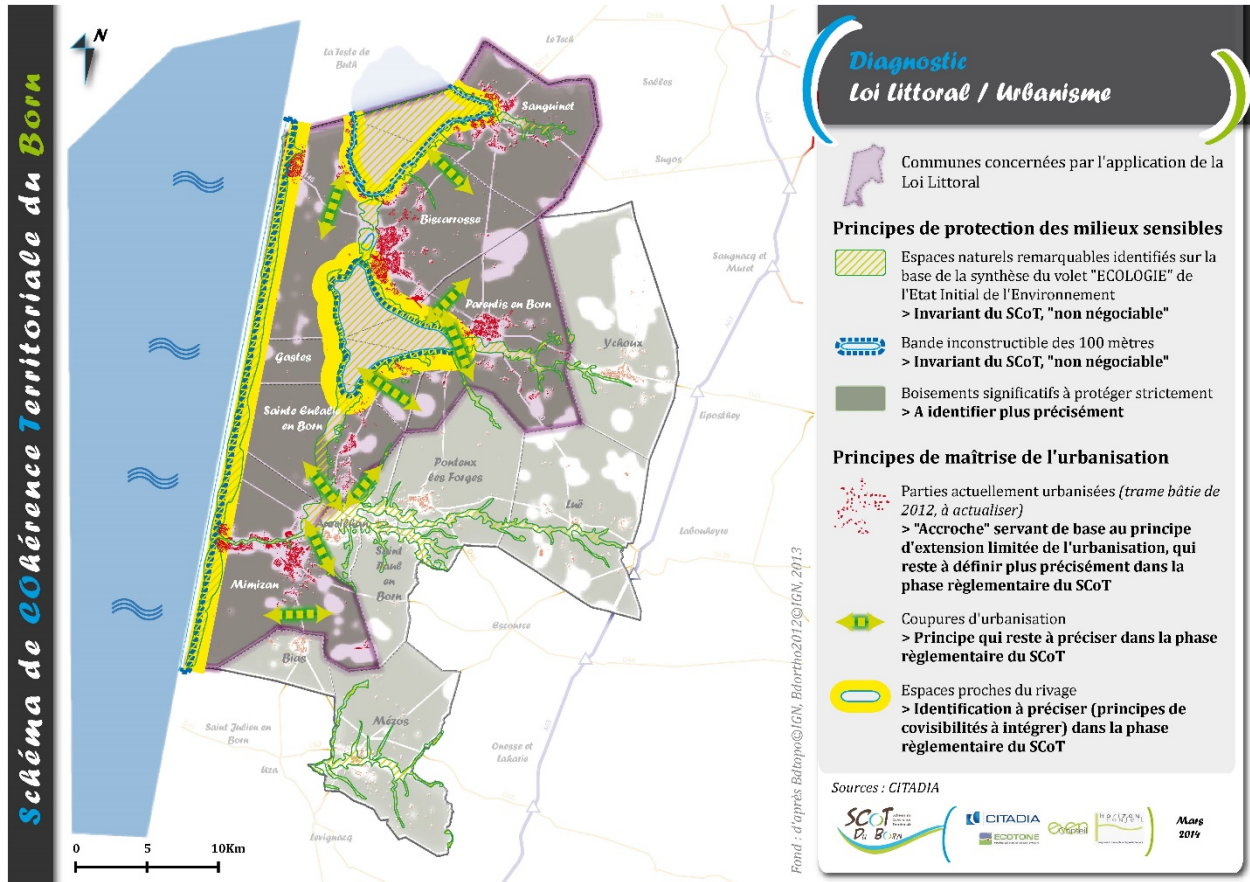 Schéma de COhérence Territoriale du Born
N
La Teste de
Buch
Le Tech
Salles
Sanguinet
Sugos
Biscarrosse
Saugnacq et
Muret
Parentis en Born
Ychoux
Gastes
Liposthey
Sainte Eulalie
en Born
Pontenx
les Forges
Luë
Labouheyre
Aureilhan
Saint
Paul
en
Born
Mimizan
Escource
Bias
Mézos
Saint Julien en
Born
Onesse et
Laharie
Uza
Levignacq
0 5 10Km
Fond : d'après Bdtopo©IGN, Bdortho2012©IGN, 2013
Diagnostic
Loi Littoral / Urbanisme
Communes concernées par l'application de la
Loi Littoral
Principes de protection des milieux sensibles
Espaces naturels remarquables identifiés sur la
base de la synthèse du volet "ECOLOGIE" de
l'Etat Initial de l'Environnement
> Invariant du SCoT, "non négociable"
Bande inconstructible des 100 mètres
> Invariant du SCoT, "non négociable"
Boisements significatifs à protéger strictement
> A identifier plus précisément
Principes de maîtrise de l'urbanisation
Parties actuellement urbanisées (trame bâtie de
2012, à actualiser)
> "Accroche" servant de base au principe
d'extension limitée de l'urbanisation, qui
reste à définir plus précisément dans la
phase règlementaire du SCoT
Coupures d'urbanisation
> Principe qui reste à préciser dans la phase
règlementaire du SCoT
Espaces proches du rivage
> Identification à préciser (principes de
covisibilités à intégrer) dans la phase
règlementaire du SCoT
Sources : CITADIA
SCOT
DU BORN
CITADIA
ECOTONE
even
conseil
horizon
Mars
2014